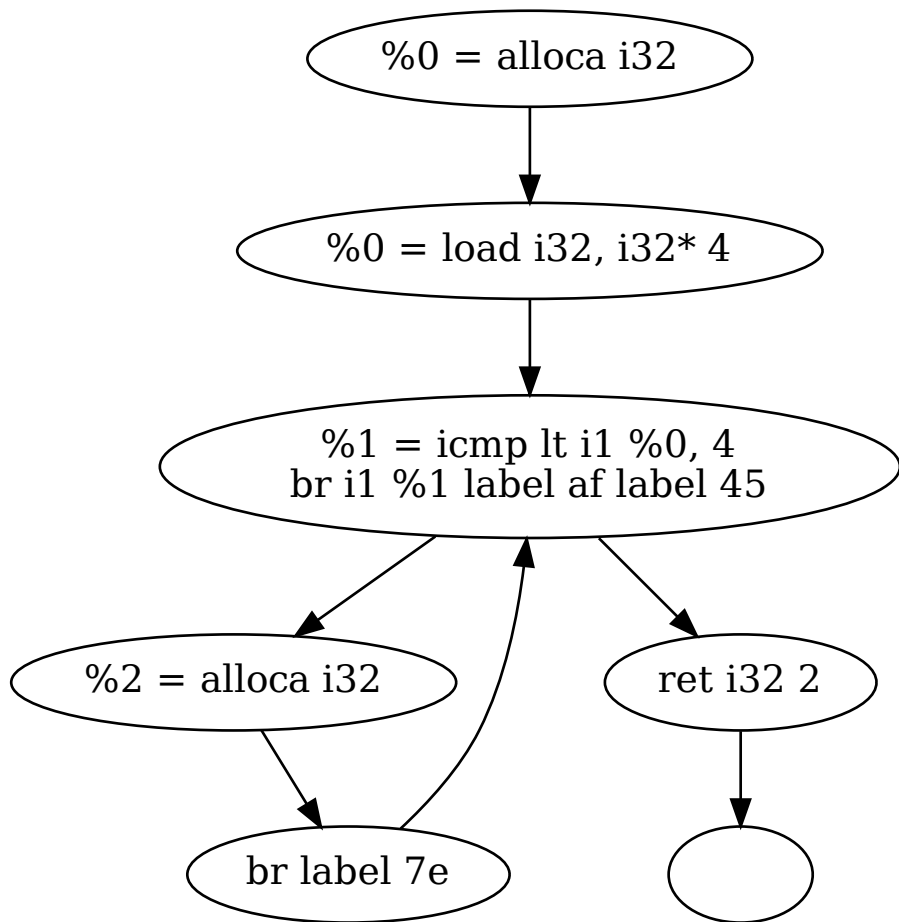 %0 = alloca i32
%0 = load i32, i32* 4
%1 = icmp lt i1 %0, 4
br i1 %1 label af label 45
%2 = alloca i32
ret i32 2
br label 7e